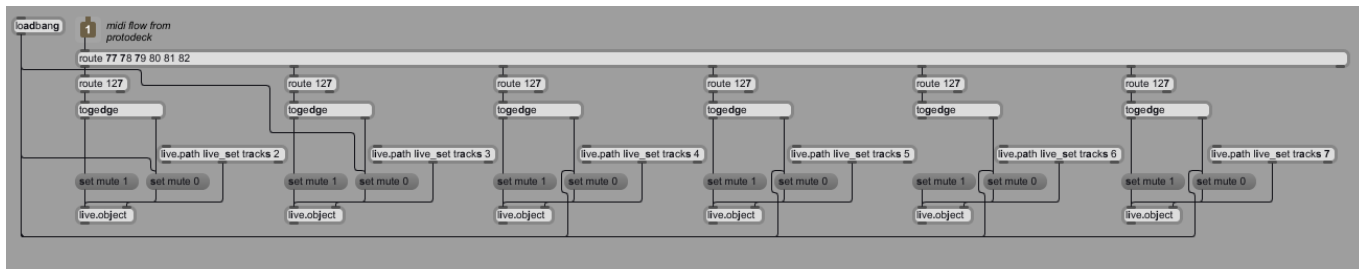 loadbang
1
midi flow from
protodeck
route 77 78 79 80 81 82
route 127 route 127 route 127 route 127 route 127 route 127
togedge togedge togedge togedge togedge togedge
live.path live_set tracks 2 live.path live_set tracks 3 live.path live_set tracks 4 live.path live_set tracks 5 live.path live_set tracks 6 live.path live_set tracks 7
set mute 1 set mute 0 set mute 1 set mute 0 set mute 1 set mute 0 set mute 1 set mute 0 set mute 1 set mute 0 set mute 1 set mute 0
live.object live.object live.object live.object live.object live.object